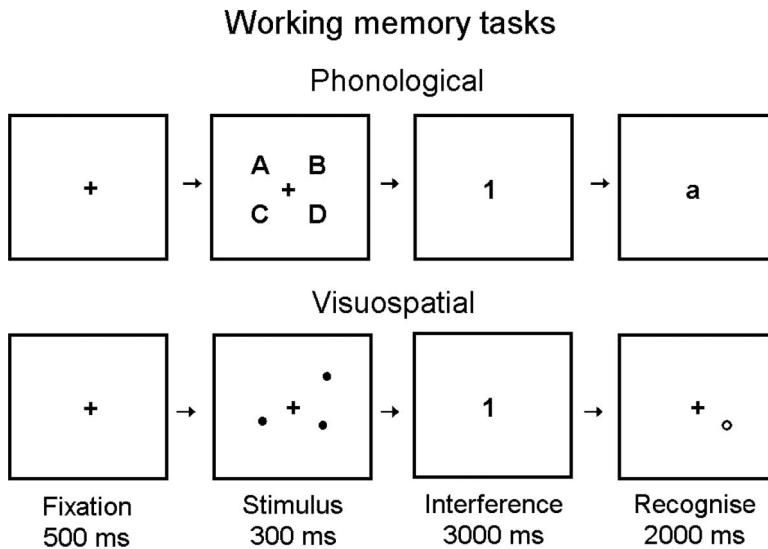 Working memory tasks
Phonological
+ → A B + C D → 1 → a
Visuospatial
+ → + → 1 → +
Fixation Stimulus Interference Recognise
500 ms 300 ms 3000 ms 2000 ms